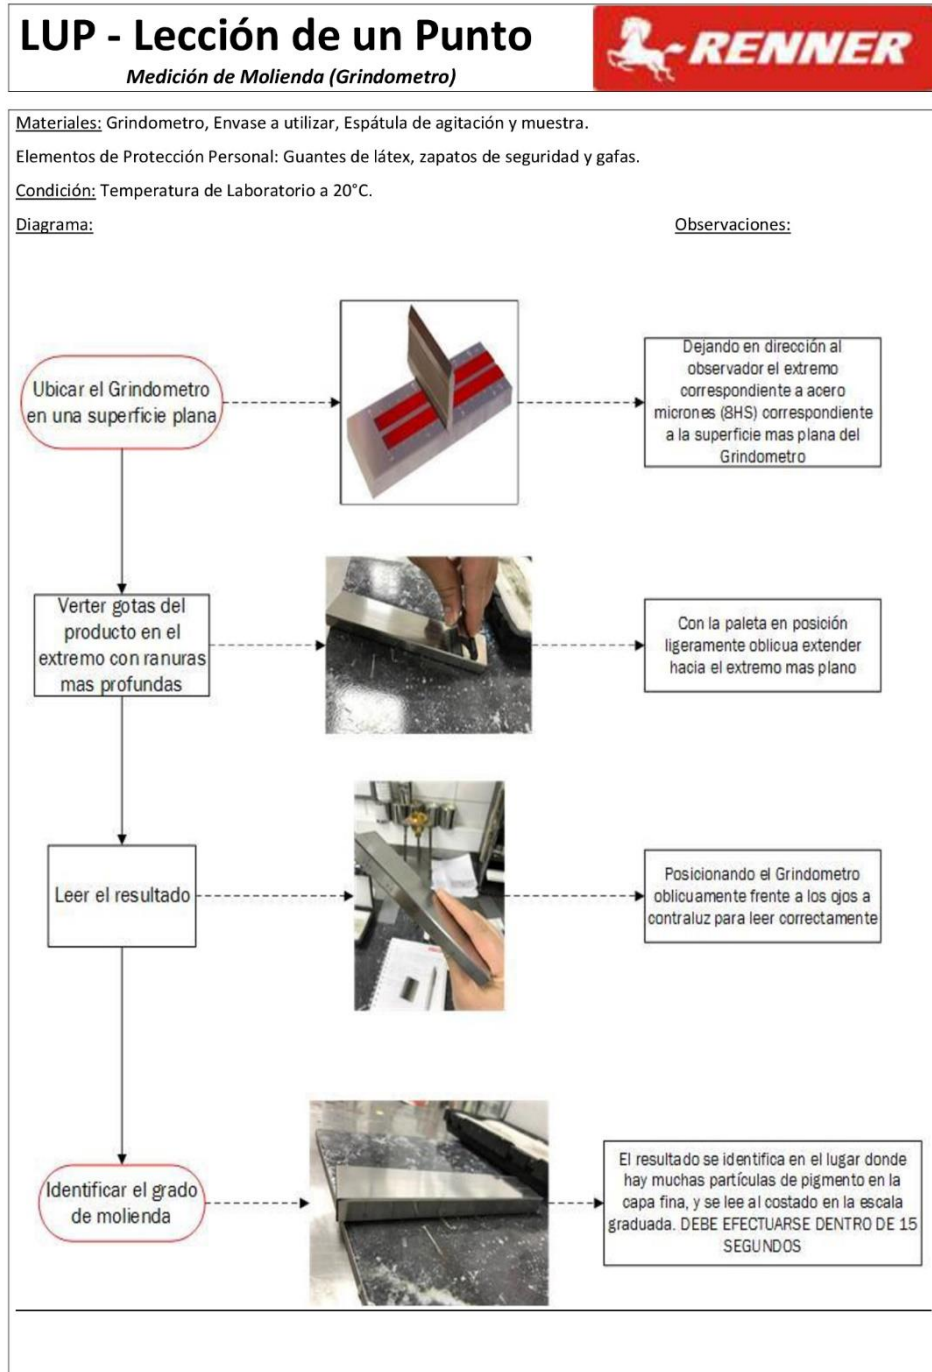 LUP - Lección de un Punto
Medición de Molienda (Grindometro)
RENNER
Materiales: Grindometro, Envase a utilizar, Espátula de agitación y muestra.
Elementos de Protección Personal: Guantes de látex, zapatos de seguridad y gafas.
Condición: Temperatura de Laboratorio a 20°C.
Diagrama:
Observaciones:
Ubicar el Grindometro
en una superficie plana
Dejando en dirección al
observador el extremo
correspondiente a acero
micrones (8HS) correspondiente
a la superficie mas plana del
Grindometro
Verter gotas del
producto en el
extremo con ranuras
mas profundas
Con la paleta en posición
ligeramente oblicua extender
hacia el extremo mas plano
Leer el resultado
Posicionando el Grindometro
oblicuamente frente a los ojos a
contraluz para leer correctamente
Identificar el grado
de molienda
El resultado se identifica en el lugar donde
hay muchas partículas de pigmento en la
capa fina, y se lee al costado en la escala
graduada. DEBE EFECTUARSE DENTRO DE 15
SEGUNDOS